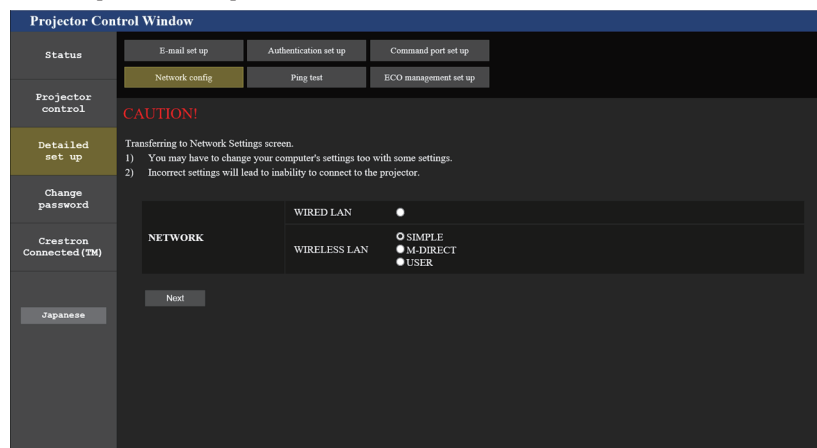 Projector Control Window
Status
Projector
control
Detailed
set up
Change
password
Crestron
Connected(TM)
Japanese
E-mail set up
Authentication set up
Command port set up
Network config
Ping test
ECO management set up
CAUTION!
Transferring to Network Settings screen.
1) You may have to change your computer's settings too with some settings.
2) Incorrect settings will lead to inability to connect to the projector.
NETWORK
WIRED LAN
WIRELESS LAN
SIMPLE
M-DIRECT
USER
Next